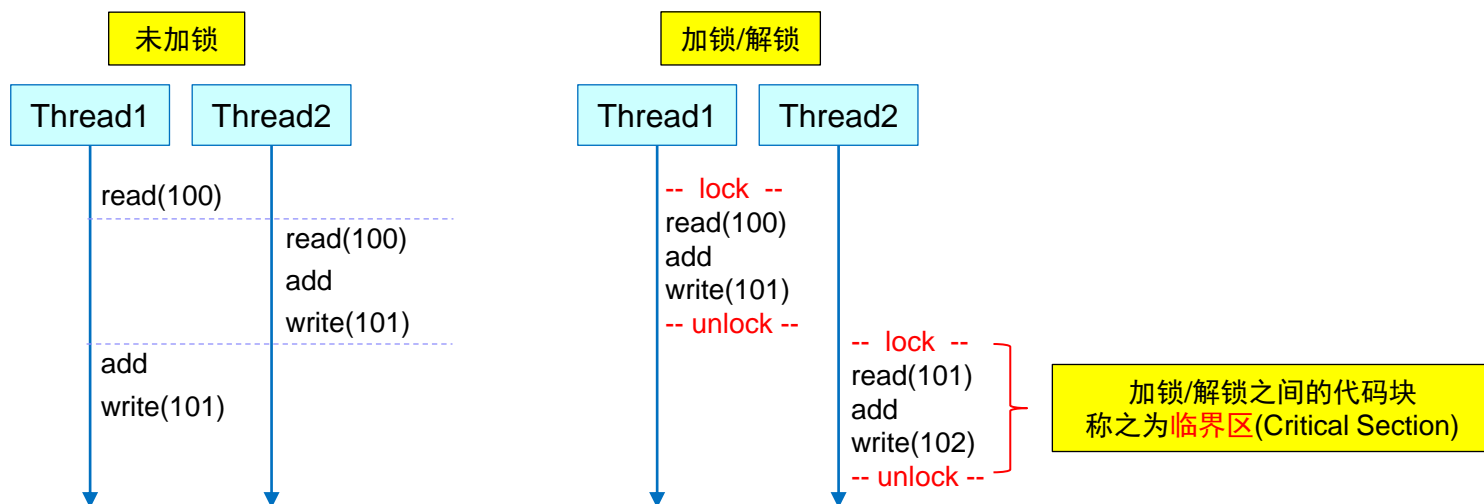 未加锁
Thread1
Thread2
read(100)
read(100)
add
write(101)
add
write(101)
加锁/解锁
Thread1
Thread2
-- lock --
read(100)
add
write(101)
-- unlock --
-- lock --
read(101)
add
write(102)
-- unlock --
加锁/解锁之间的代码块
称之为临界区(Critical Section)